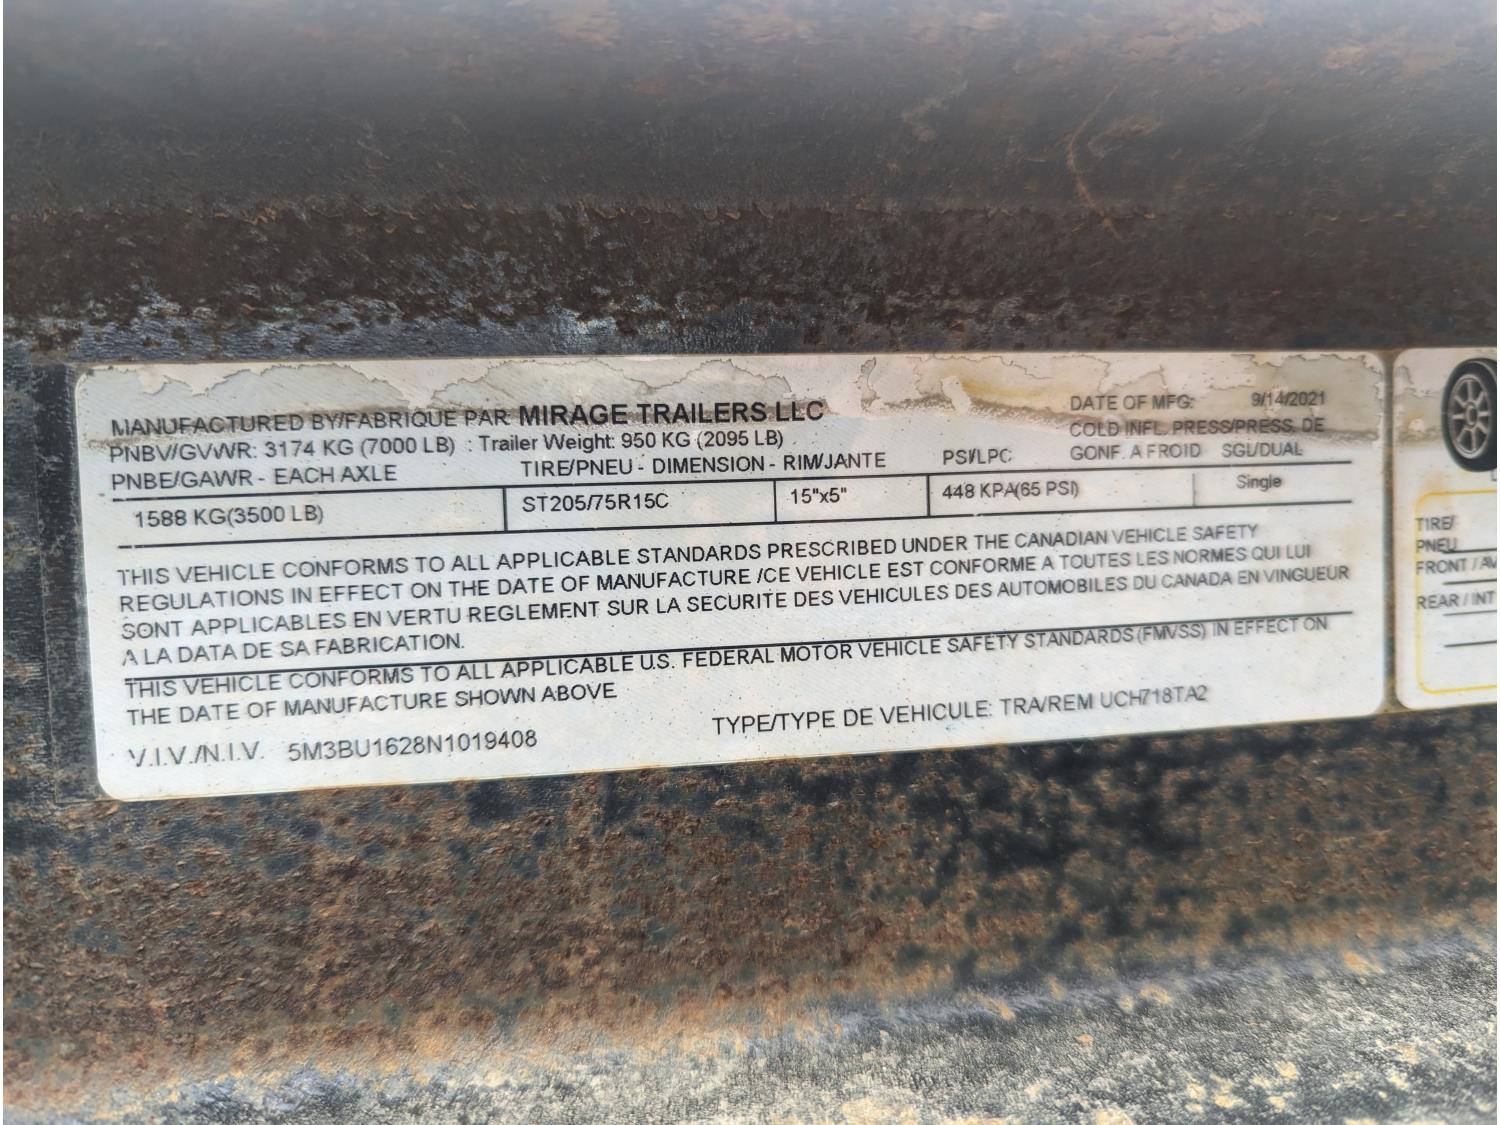 MANUFACTURED BY/FABRIQUE PAR MIRAGE TRAILERS LLC DATE OF MFG: 9/14/2021
PNBV/GVWR: 3174 KG (7000 LB) : Trailer Weight: 950 KG (2095 LB) COLD INFL. PRESS/PRESS. DE
PNBE/GAWR - EACH AXLE TIRE/PNEU - DIMENSION - RIM/JANTE PSI/LPC GONF. A FROID SGL/DUAL
1588 KG(3500 LB) ST205/75R15C 15"x5" 448 KPA(65 PSI) Single
THIS VEHICLE CONFORMS TO ALL APPLICABLE STANDARDS PRESCRIBED UNDER THE CANADIAN VEHICLE SAFETY
REGULATIONS IN EFFECT ON THE DATE OF MANUFACTURE /CE VEHICLE EST CONFORME A TOUTES LES NORMES QUI LUI
SONT APPLICABLES EN VERTU REGLEMENT SUR LA SECURITE DES VEHICULES DES AUTOMOBILES DU CANADA EN VINGUEUR
A LA DATA DE SA FABRICATION.
THIS VEHICLE CONFORMS TO ALL APPLICABLE U.S. FEDERAL MOTOR VEHICLE SAFETY STANDARDS (FMVSS) IN EFFECT ON
THE DATE OF MANUFACTURE SHOWN ABOVE
V.I.V./N.I.V. 5M3BU1628N1019408 TYPE/TYPE DE VEHICULE: TRA/REM UCH718TA2
TIRE/
PNEU
FRONT / AV
REAR / INT